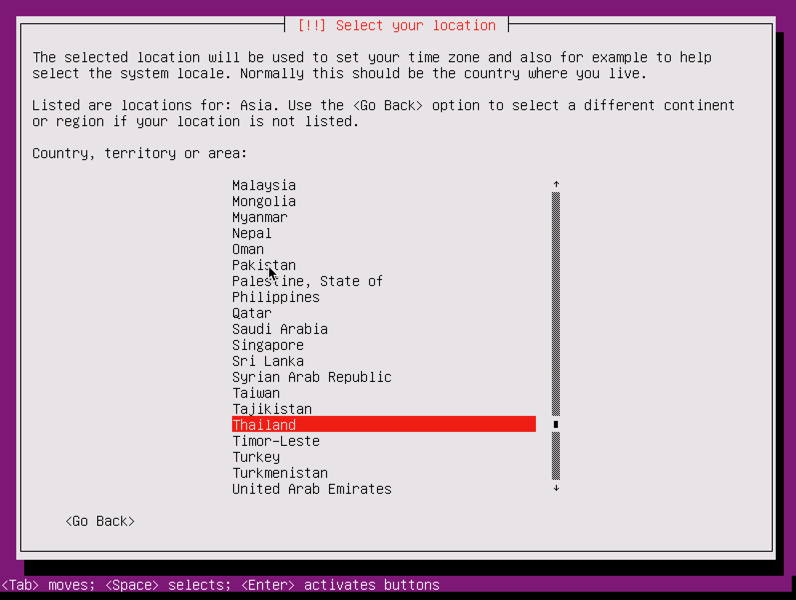 [!!] Select your location
The selected location will be used to set your time zone and also for example to help
select the system locale. Normally this should be the country where you live.
Listed are locations for: Asia. Use the <Go Back> option to select a different continent
or region if your location is not listed.
Country, territory or area:
Malaysia
Mongolia
Myanmar
Nepal
Oman
Pakistan
Palestine, State of
Philippines
Qatar
Saudi Arabia
Singapore
Sri Lanka
Syrian Arab Republic
Taiwan
Tajikistan
Thailand
Timor-Leste
Turkey
Turkmenistan
United Arab Emirates
<Go Back>
<Tab> moves; <Space> selects; <Enter> activates buttons